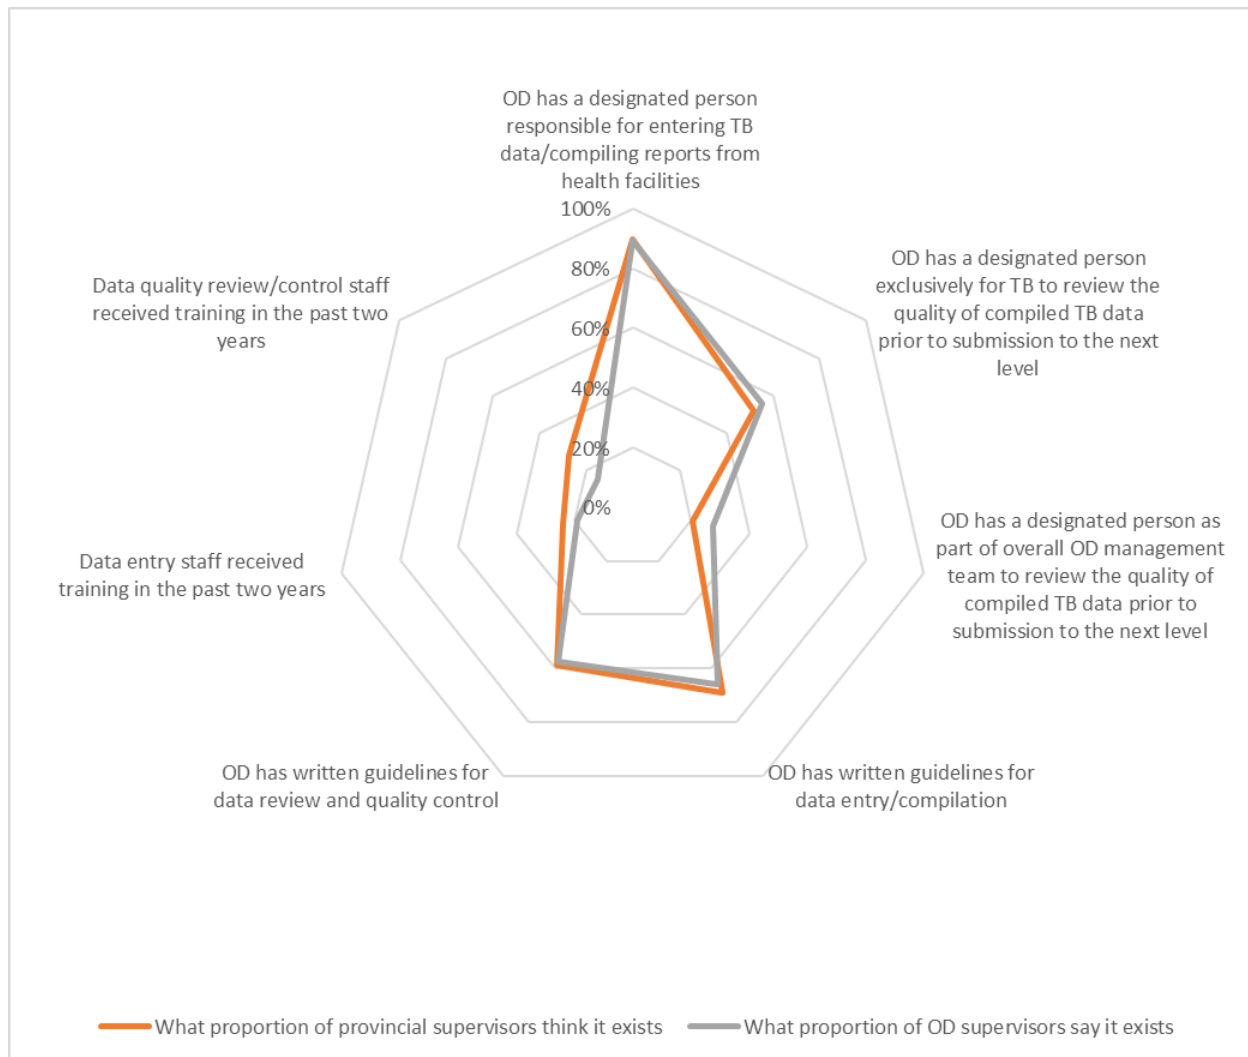 OD has a designated person
responsible for entering TB
data/compiling reports from
health facilities
100%
80%
60%
40%
20%
0%
OD has a designated person
exclusively for TB to review the
quality of compiled TB data
prior to submission to the next
level
OD has a designated person as
part of overall OD management
team to review the quality of
compiled TB data prior to
submission to the next level
OD has written guidelines for
data entry/compilation
OD has written guidelines for
data review and quality control
Data entry staff received
training in the past two years
Data quality review/control staff
received training in the past two
years
What proportion of provincial supervisors think it exists
What proportion of OD supervisors say it exists